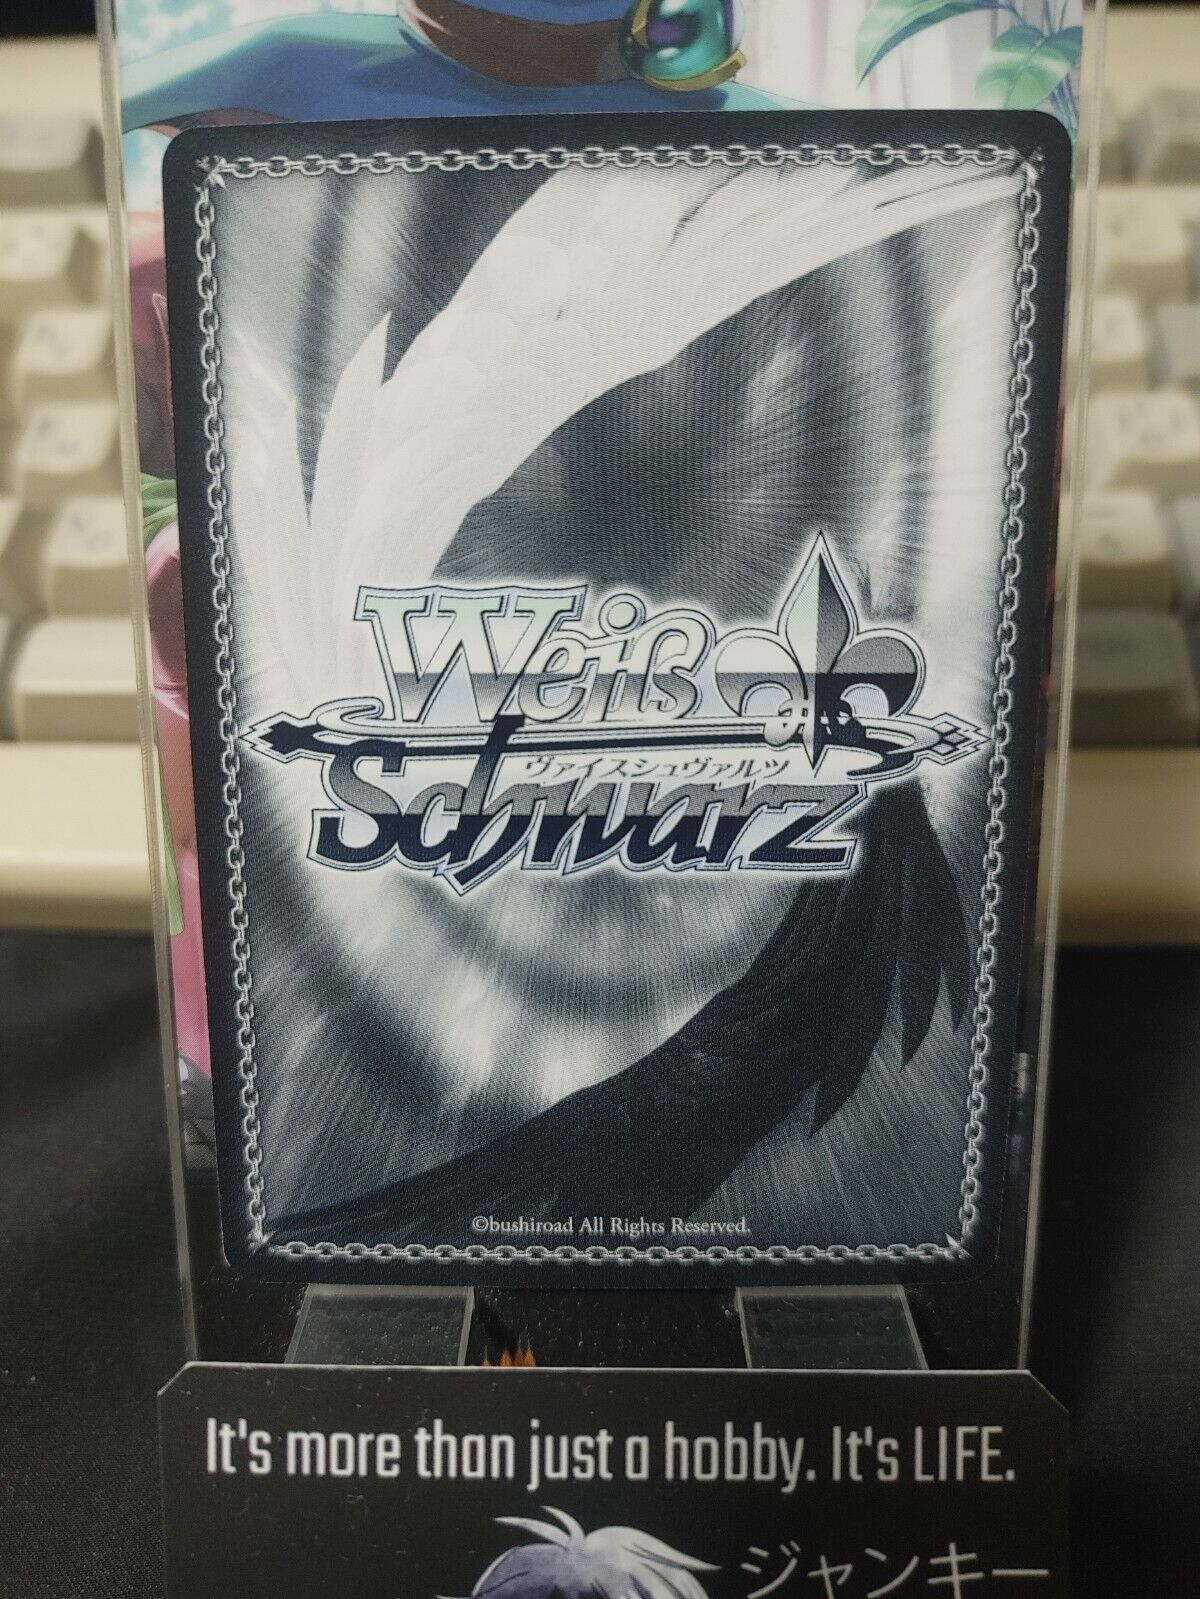 Weiß
ヴァイスシュヴァルツ
Schwarz
©bushiroad All Rights Reserved.
It's more than just a hobby. It's LIFE.
ジャンキー